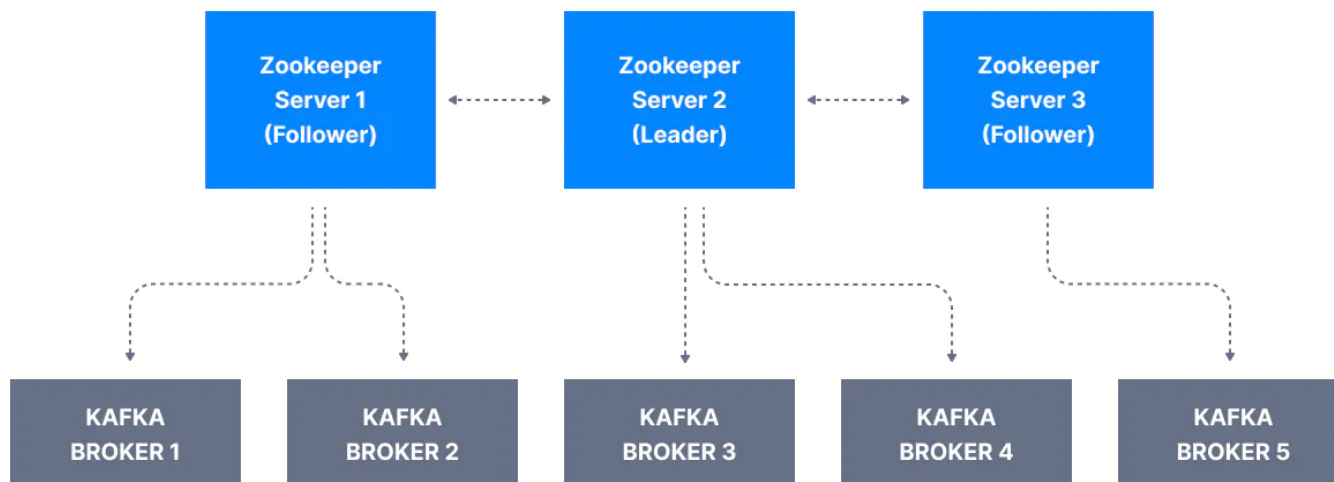 Zookeeper
Server 1
(Follower)
Zookeeper
Server 2
(Leader)
Zookeeper
Server 3
(Follower)
KAFKA
BROKER 1
KAFKA
BROKER 2
KAFKA
BROKER 3
KAFKA
BROKER 4
KAFKA
BROKER 5